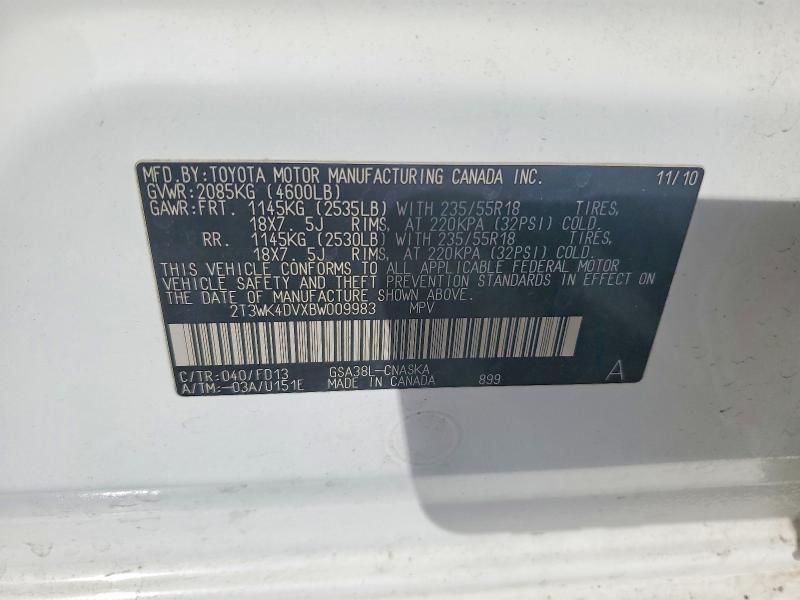 MFD.BY:TOYOTA MOTOR MANUFACTURING CANADA INC. 11/10
GVWR:2085KG (4600LB)
GAWR:FRT. 1145KG (2535LB) WITH 235/55R18 TIRES,
18X7. 5J RIMS, AT 220KPA (32PSI) COLD.
RR. 1145KG (2530LB) WITH 235/55R18 TIRES,
18X7. 5J RIMS, AT 220KPA (32PSI) COLD.
THIS VEHICLE CONFORMS TO ALL APPLICABLE FEDERAL MOTOR
VEHICLE SAFETY AND THEFT PREVENTION STANDARDS IN EFFECT ON
THE DATE OF MANUFACTURE SHOWN ABOVE.
2T3WK4DVXBW009983 MPV
C/TR:040/FD13 GSA38L-CNASKA
A/TM:-03A/U151E MADE IN CANADA 899 A